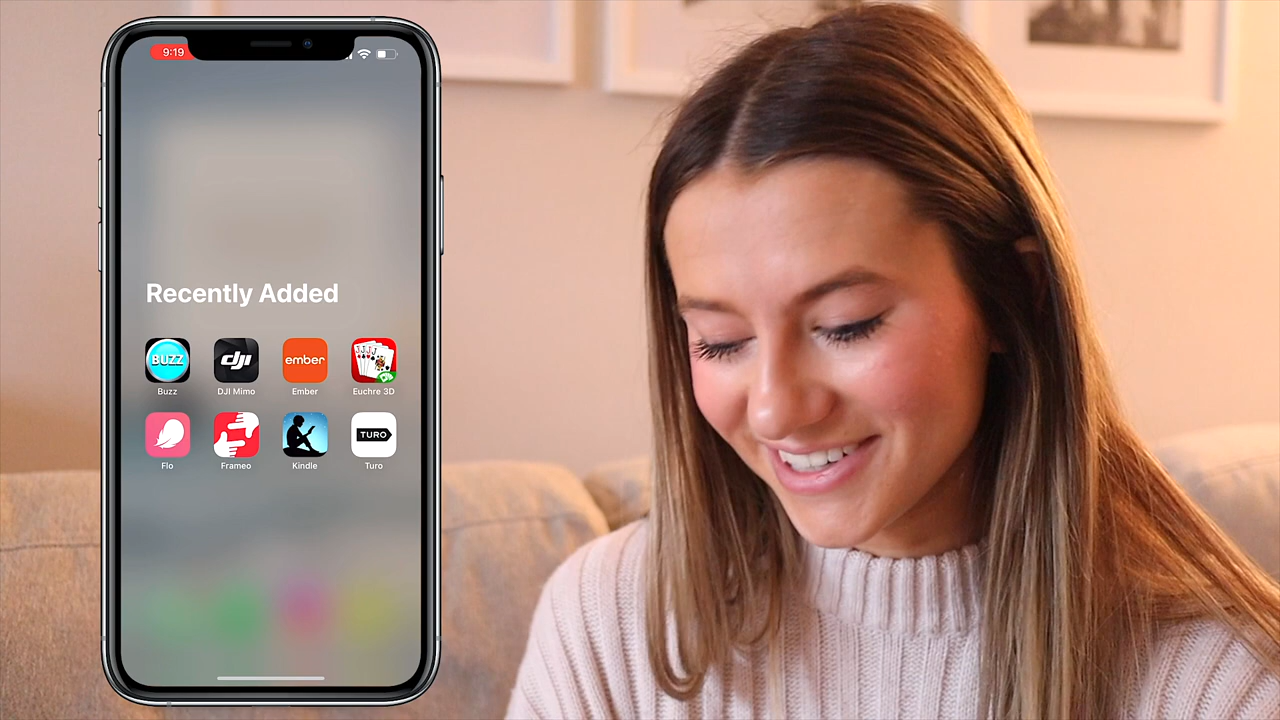 9:19
Recently Added
BUZZ
dji
ember
Buzz
DJI Mimo
Ember
Euchre 3D
TURO
Flo
Frameo
Kindle
Turo